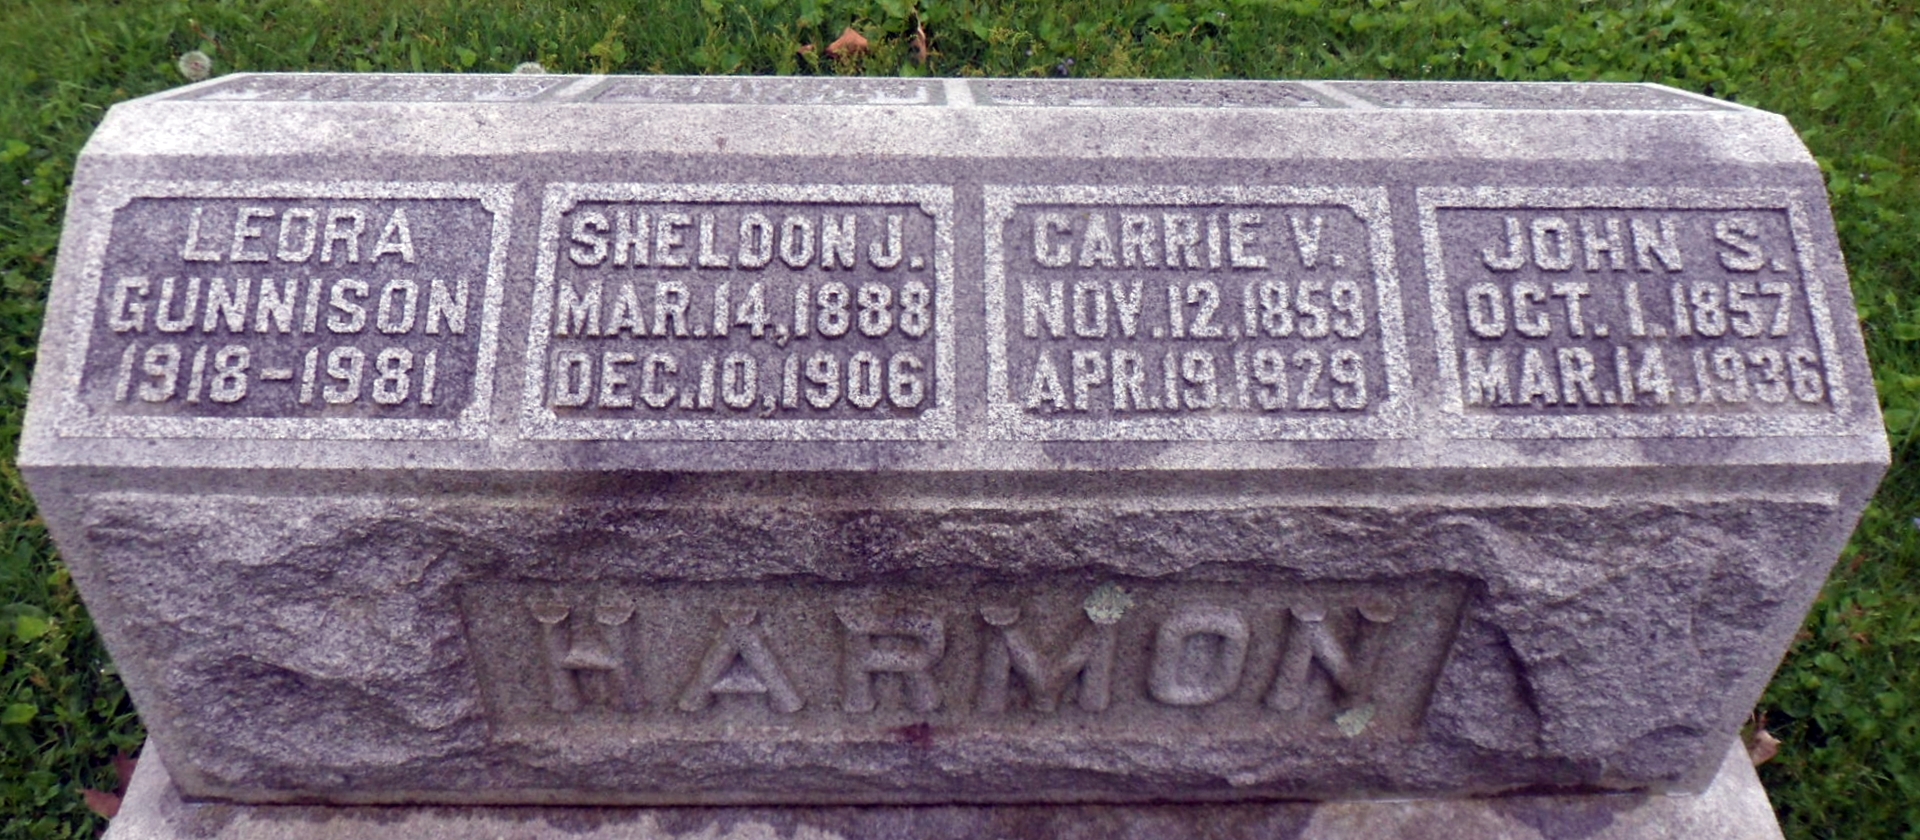 LEORA
GUNNISON
1918-1981
SHELDON J.
MAR. 14, 1888
DEC. 10, 1906
CARRIE V.
NOV. 12, 1859
APR. 19. 1929
JOHN S.
OCT. 1. 1857
MAR. 14. 1936
HARMON